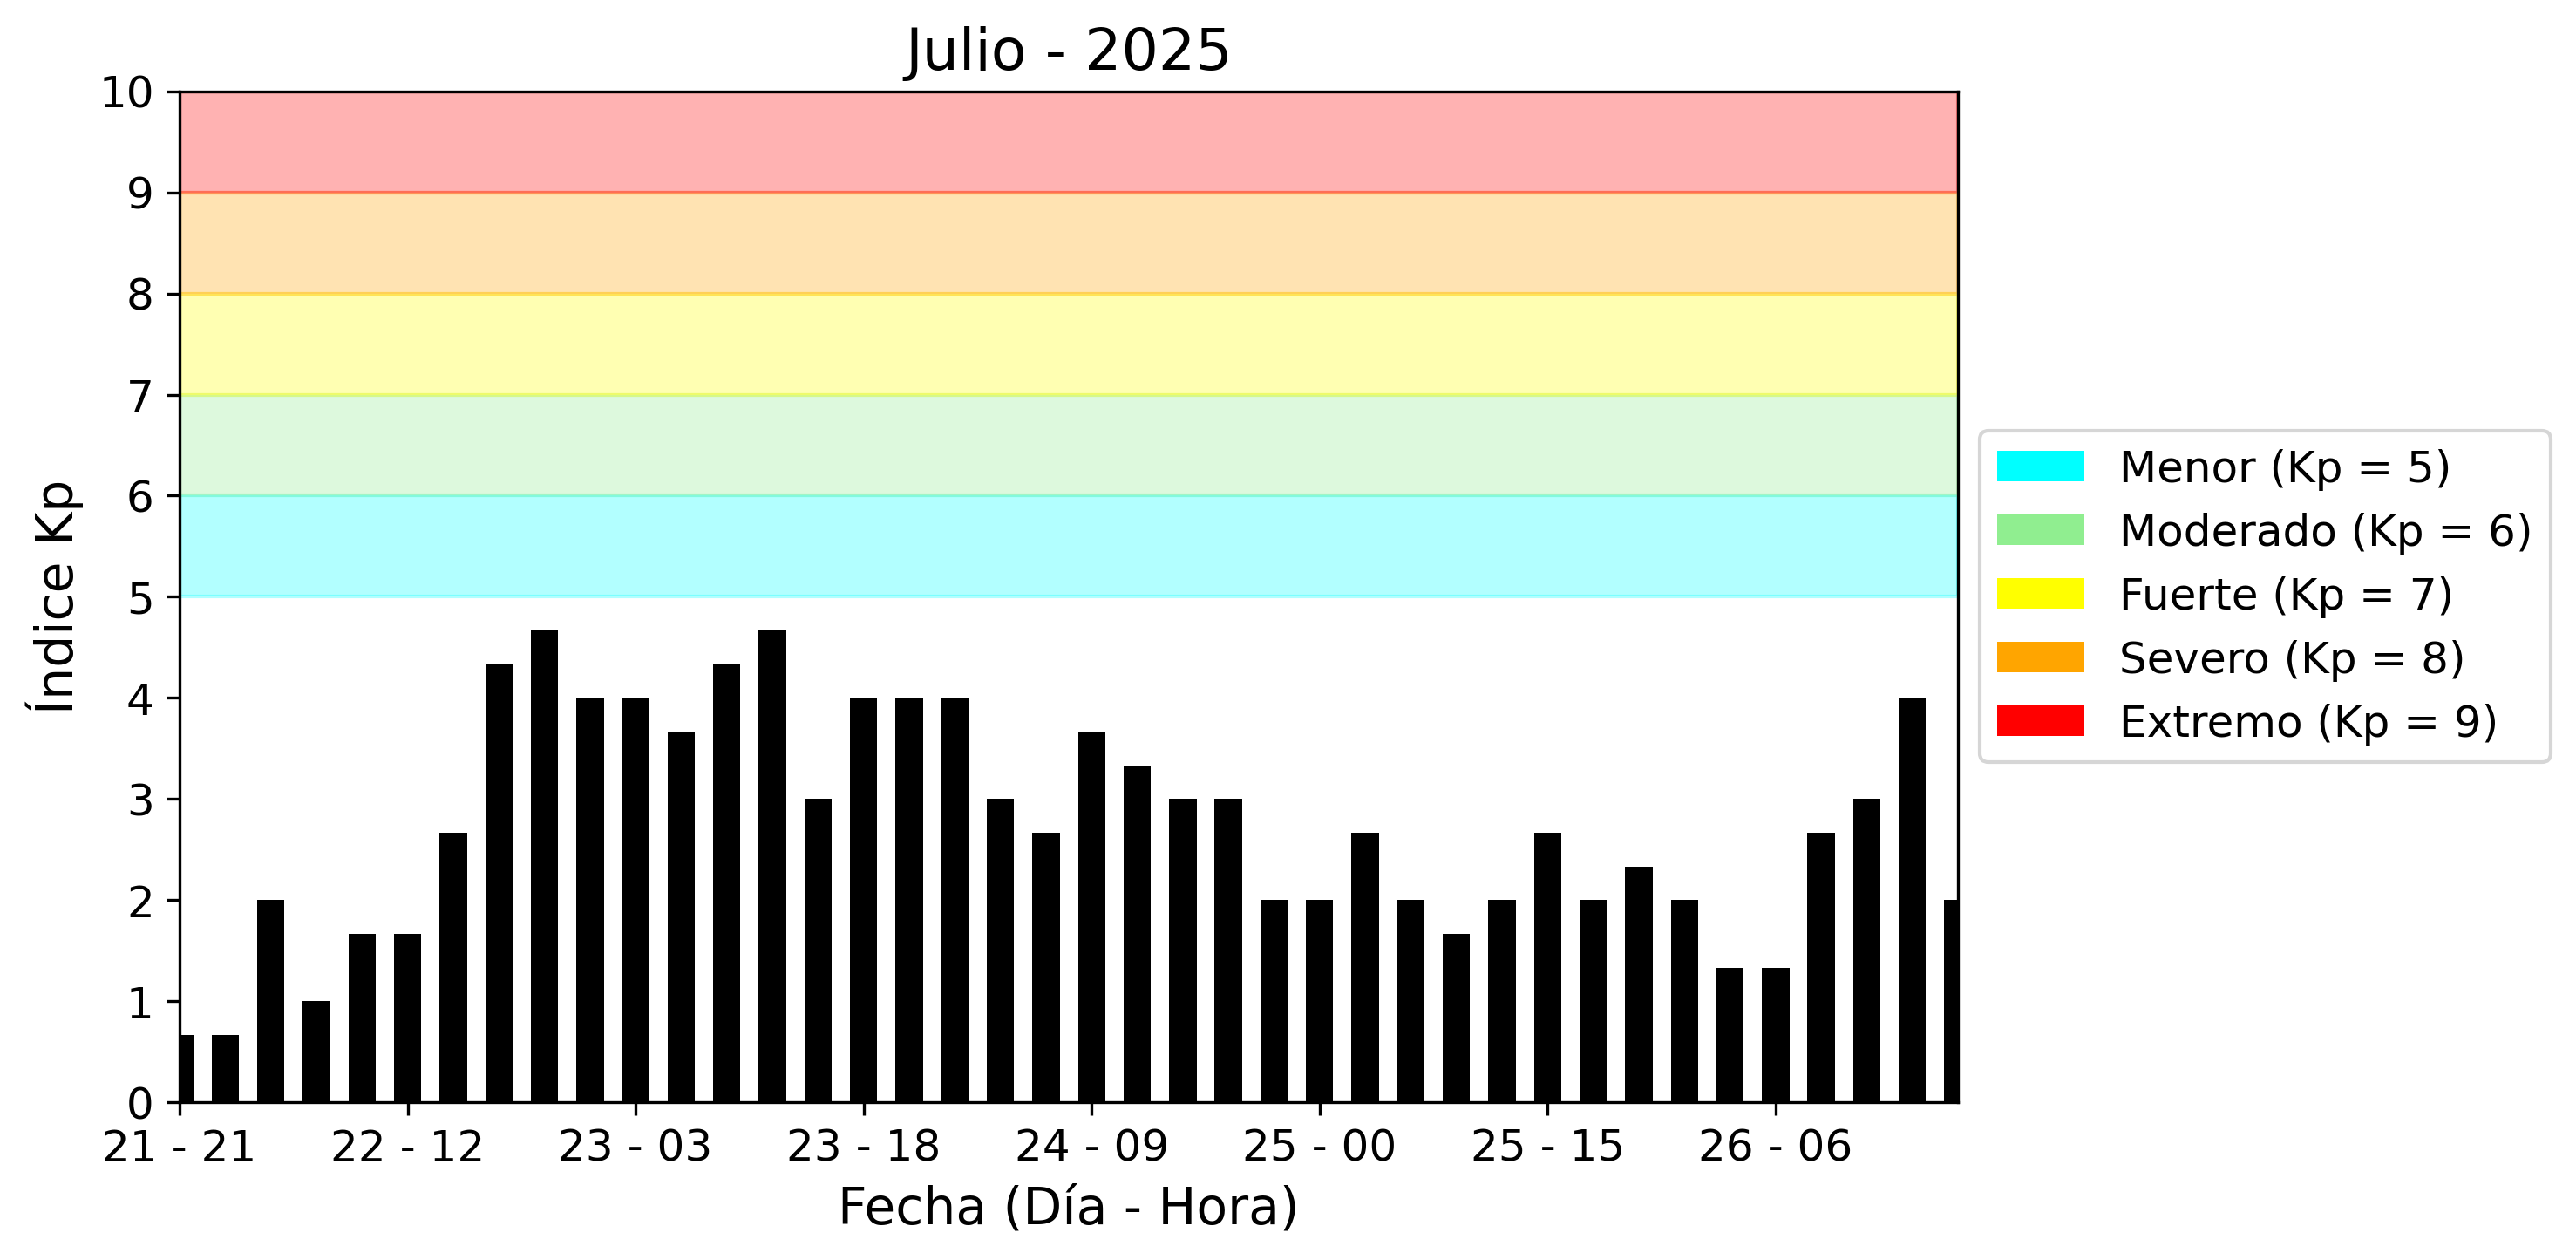 Julio - 2025
10
9
8
7
6
5
4
3
2
1
0
Índice Kp
21 - 21
22 - 12
23 - 03
23 - 18
24 - 09
25 - 00
25 - 15
26 - 06
Fecha (Día - Hora)
Menor (Kp = 5)
Moderado (Kp = 6)
Fuerte (Kp = 7)
Severo (Kp = 8)
Extremo (Kp = 9)